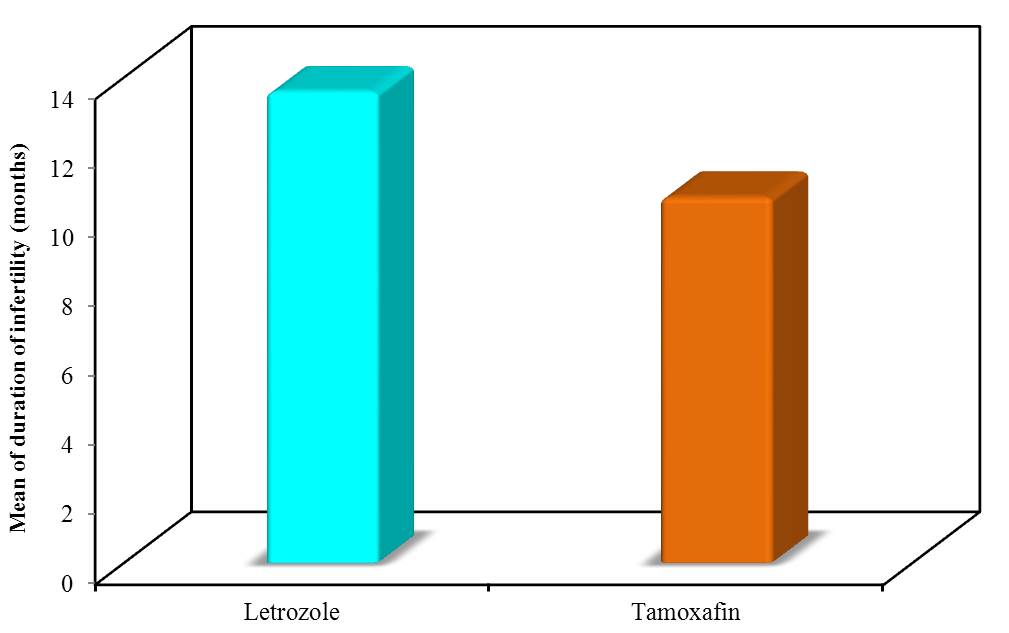 Mean of duration of infertility (months)
14
12
10
8
6
4
2
0
Letrozole
Tamoxafin